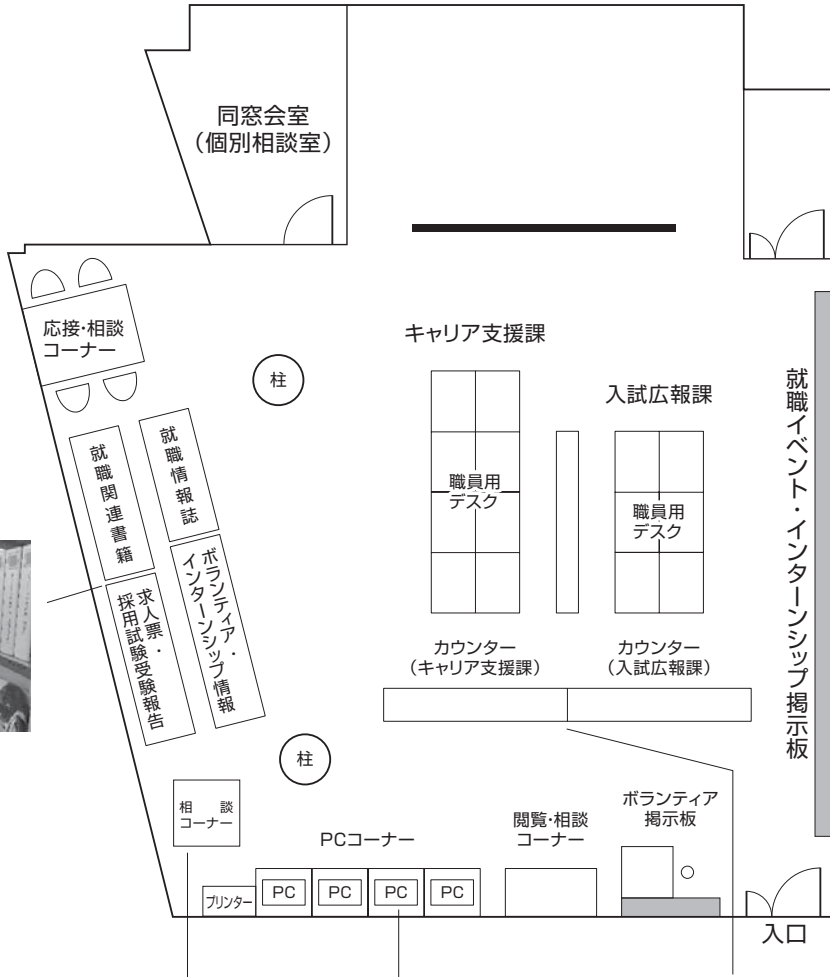 同窓会室
（個別相談室）
応接・相談
コーナー
柱
キャリア支援課
入試広報課
就職関連書籍
就職情報誌
職員用
デスク
職員用
デスク
就職イベント・インターンシップ掲示板
求人票・
採用試験受験報告
ボランティア・
インターンシップ情報
カウンター
（キャリア支援課）
カウンター
（入試広報課）
柱
相　談
コーナー
PCコーナー
閲覧・相談
コーナー
ボランティア
掲示板
プリンター
PC
PC
PC
PC
入口